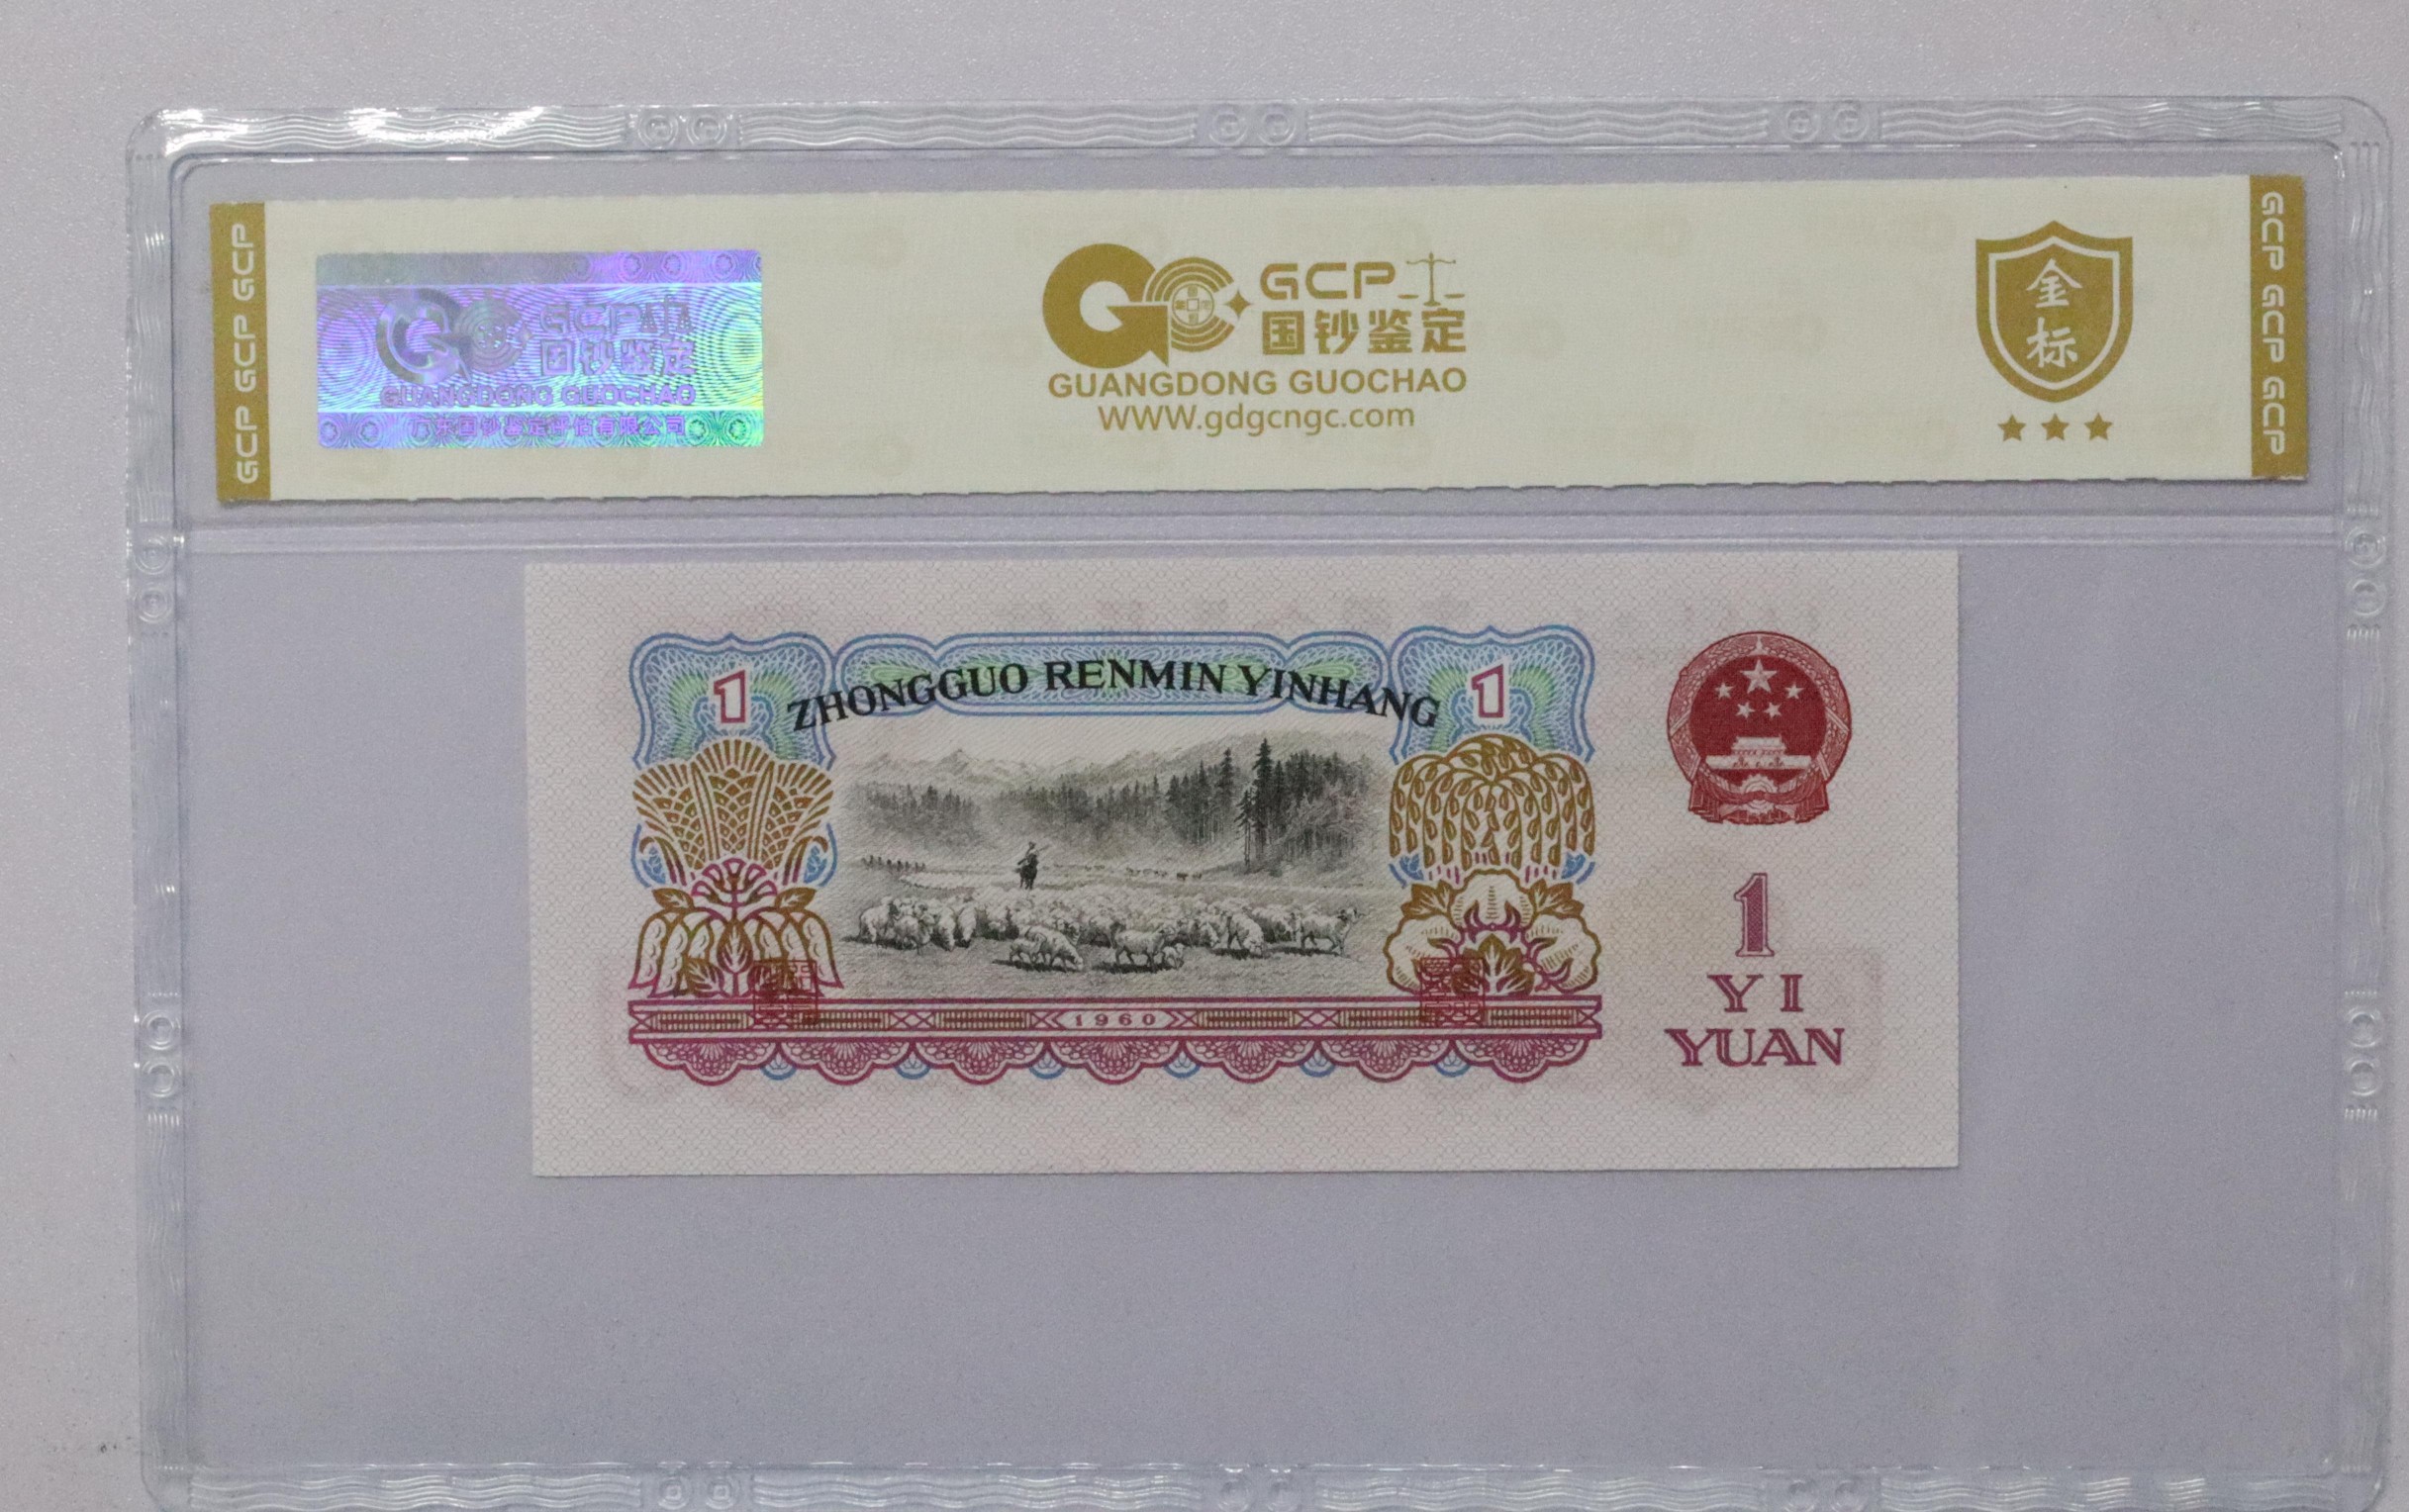 GCP GCP GCP
GCP
国钞鉴定
GUANGDONG GUOCHAO
广东国钞鉴定评估有限公司
GCP
国钞鉴定
GUANGDONG GUOCHAO
WWW.gdgcngc.com
金
标
GCP GCP GCP
1
ZHONGGUO RENMIN YINHANG
1
1960
1
YI
YUAN